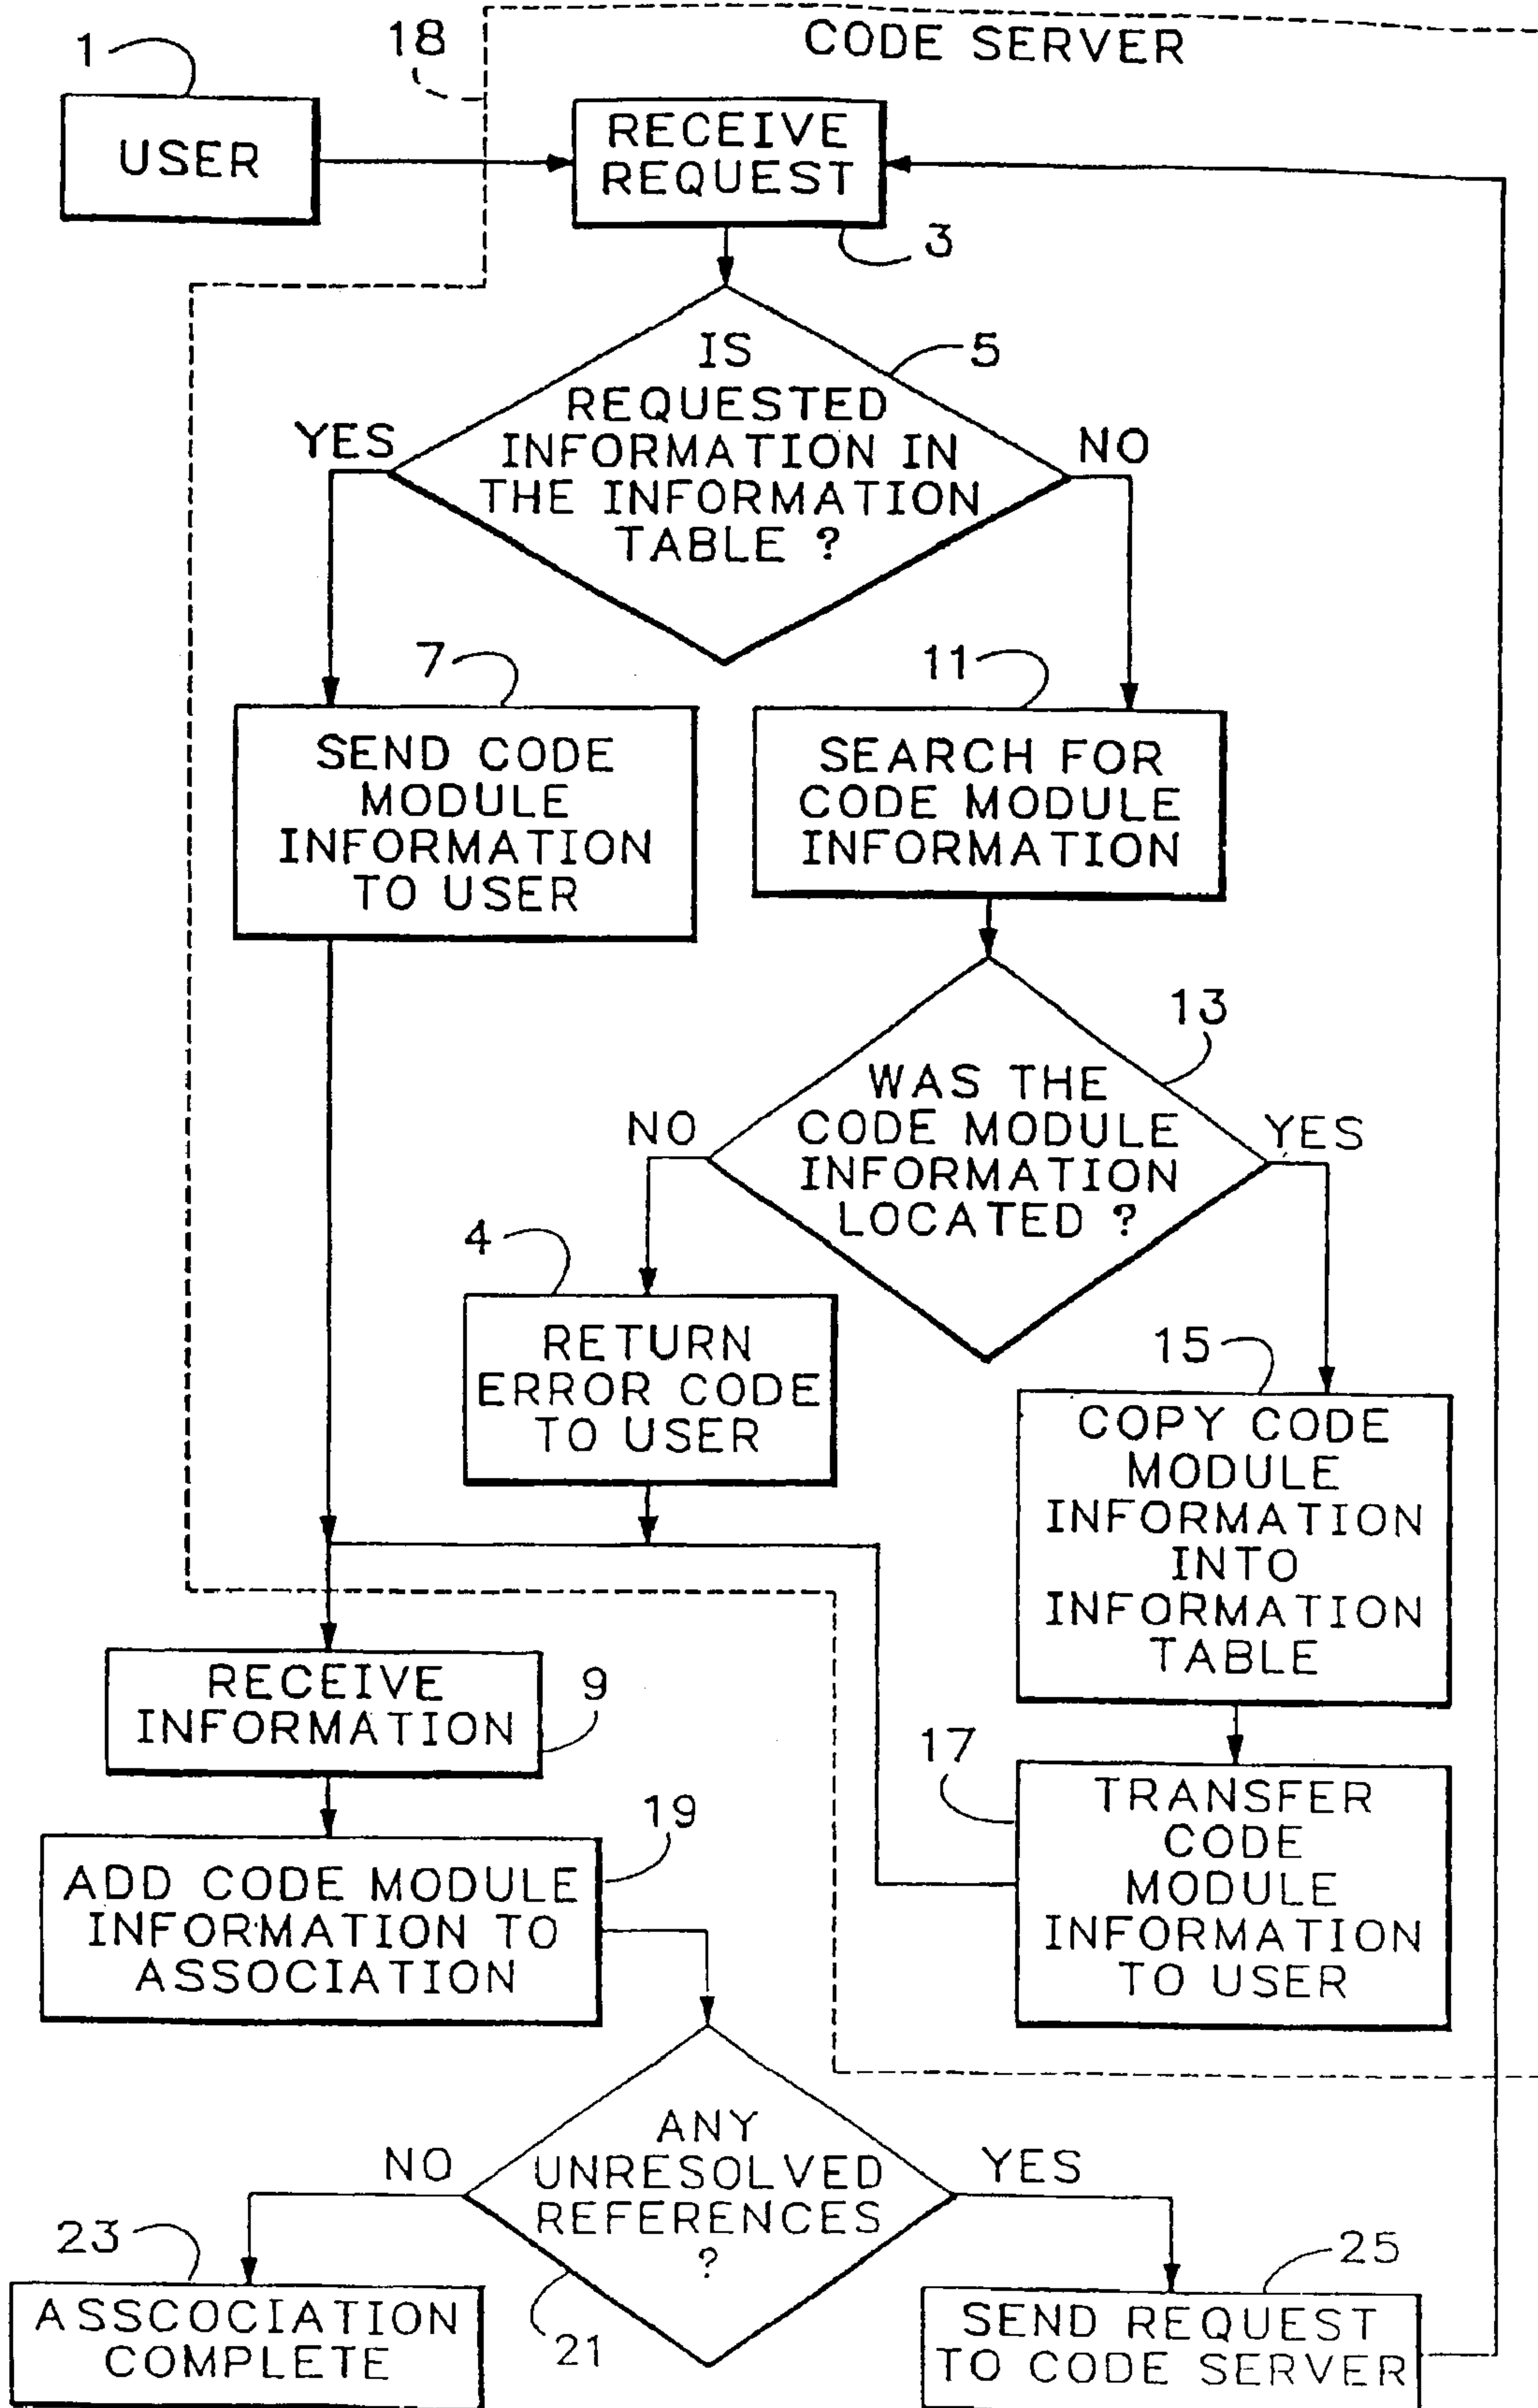 1
18
CODE SERVER
USER
RECEIVE
REQUEST
3
IS
REQUESTED
INFORMATION IN
THE INFORMATION
TABLE ?
5
YES
NO
7
11
SEND CODE
MODULE
INFORMATION
TO USER
SEARCH FOR
CODE MODULE
INFORMATION
13
WAS THE
CODE MODULE
INFORMATION
LOCATED ?
NO
YES
4
RETURN
ERROR CODE
TO USER
15
COPY CODE
MODULE
INFORMATION
INTO
INFORMATION
TABLE
RECEIVE
INFORMATION
9
17
TRANSFER
CODE
MODULE
INFORMATION
TO USER
19
ADD CODE MODULE
INFORMATION TO
ASSOCIATION
ANY
UNRESOLVED
REFERENCES
?
NO
YES
23
21
25
ASSCOCIATION
COMPLETE
SEND REQUEST
TO CODE SERVER